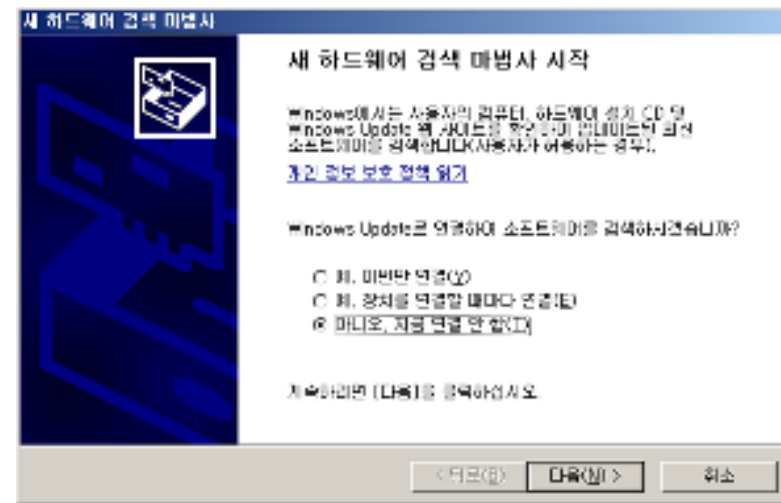 새 하드웨어 검색 마법사
새 하드웨어 검색 마법사 시작
Windows에서는 사용자의 컴퓨터, 하드웨어 설치 CD 및
Windows Update 웹 사이트를 확인하여 업데이트된 최신
소프트웨어를 검색합니다(사용자가 허용하는 경우).
개인 정보 보호 정책 읽기
Windows Update로 연결하여 소프트웨어를 검색하시겠습니까?
예, 이번만 연결(Y)
예, 장치를 연결할 때마다 연결(E)
아니오, 지금 연결 안 함(T)
계속하려면 [다음]을 클릭하십시오.
< 뒤로(B) 다음(N) > 취소